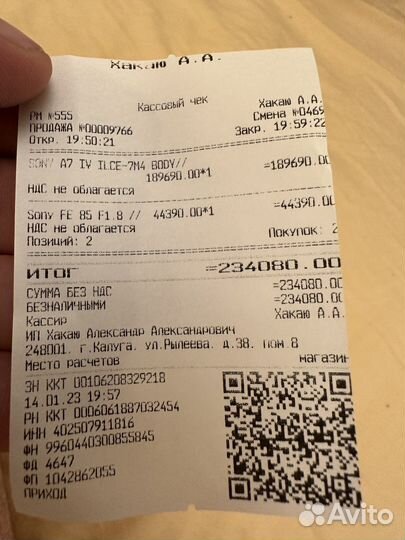 Хакаю А.А.
Кассовый чек
РМ №555 Хакаю А.А.
ПРОДАЖА №00009766 Смена №0469
Откр. 19:50:21 Закр. 19:59:22
SONY A7 IV ILCE-7M4 BODY//
189690.00*1 =189690.00
НДС не облагается
Sony FE 85 F1.8 // 44390.00*1 =44390.00
НДС не облагается
Позиций: 2 Покупок: 2
ИТОГ =234080.00
СУММА БЕЗ НДС =234080.00
БЕЗНАЛИЧНЫМИ =234080.00
Кассир Хакаю А.А.
ИП Хакаю Александр Александрович
248001. г.Калуга. ул.Рылеева. д.38. пом.8
Место расчетов магазин
ЗН ККТ 00106208329218
14.01.23 19:57
РН ККТ 0006061887032454
ИНН 402507911816
ФН 9960440300855845
ФД 4647
ФП 1042862055
ПРИХОД
Avito